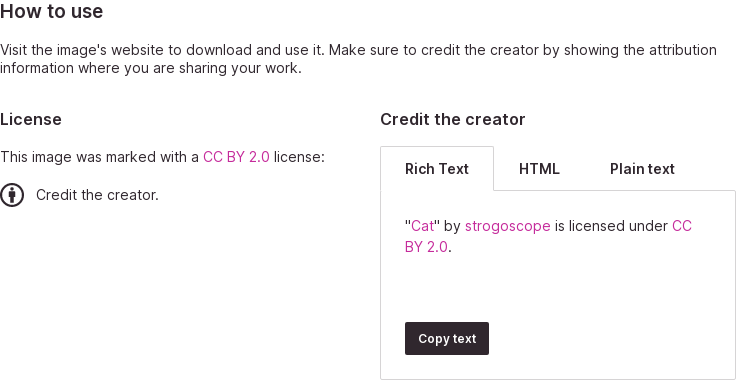 How to use
Visit the image's website to download and use it. Make sure to credit the creator by showing the attribution
information where you are sharing your work.
License
This image was marked with a CC BY 2.0 license:
Credit the creator.
Credit the creator
Rich Text
HTML
Plain text
"Cat" by strogoscope is licensed under CC
BY 2.0.
Copy text